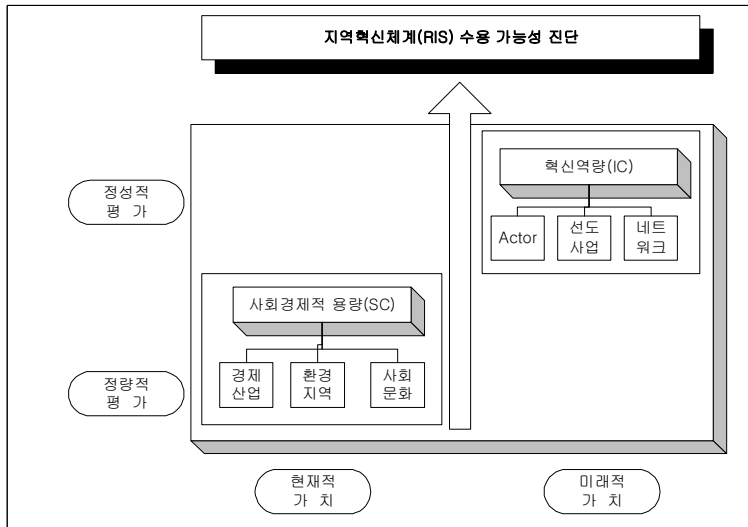 지역혁신체계(RIS) 수용 가능성 진단
혁신역량(IC)
정성적
평 가
Actor
선도
사업
네트
워크
사회경제적 용량(SC)
경제
산업
환경
지역
사회
문화
정량적
평 가
현재적
가 치
미래적
가 치